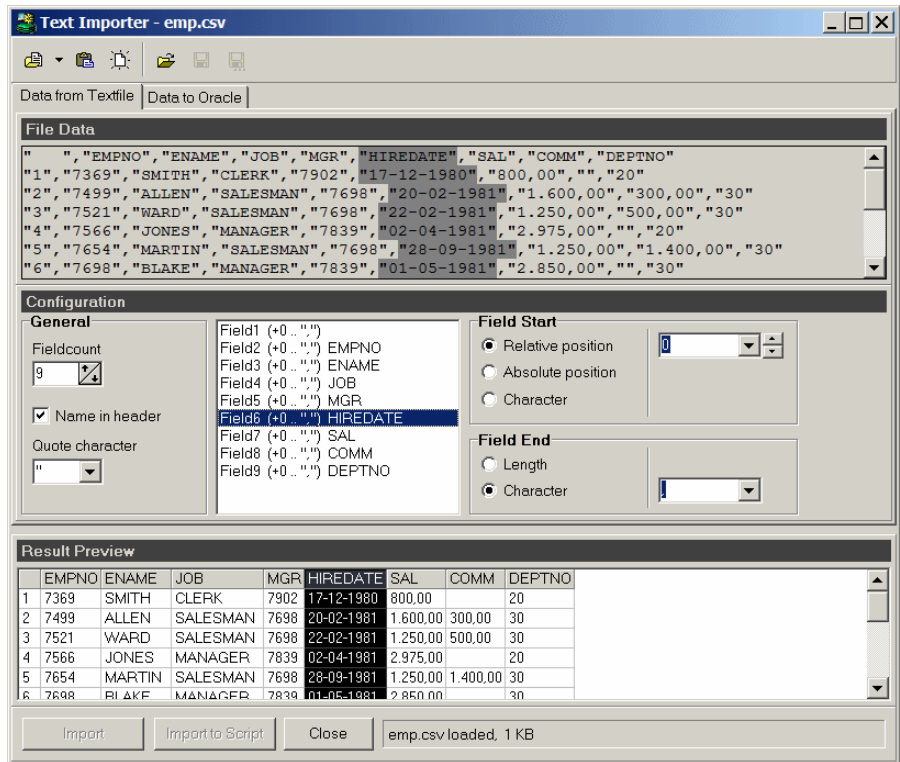 Text Importer - emp.csv
Data from Textfile
Data to Oracle
File Data
"    ","EMPNO","ENAME","JOB","MGR","HIREDATE","SAL","COMM","DEPTNO"
"1","7369","SMITH","CLERK","7902","17-12-1980","800,00","","20"
"2","7499","ALLEN","SALESMAN","7698","20-02-1981","1.600,00","300,00","30"
"3","7521","WARD","SALESMAN","7698","22-02-1981","1.250,00","500,00","30"
"4","7566","JONES","MANAGER","7839","02-04-1981","2.975,00","","20"
"5","7654","MARTIN","SALESMAN","7698","28-09-1981","1.250,00","1.400,00","30"
"6","7698","BLAKE","MANAGER","7839","01-05-1981","2.850,00","","30"
Configuration
General
Fieldcount
9
Name in header
Quote character
"
Field1 (+0 .. ",")
Field2 (+0 .. ",") EMPNO
Field3 (+0 .. ",") ENAME
Field4 (+0 .. ",") JOB
Field5 (+0 .. ",") MGR
Field6 (+0 .. ",") HIREDATE
Field7 (+0 .. ",") SAL
Field8 (+0 .. ",") COMM
Field9 (+0 .. ",") DEPTNO
Field Start
Relative position
0
Absolute position
Character
Field End
Length
Character
,
Result Preview
EMPNO ENAME JOB MGR HIREDATE SAL COMM DEPTNO
1 7369 SMITH CLERK 7902 17-12-1980 800,00 20
2 7499 ALLEN SALESMAN 7698 20-02-1981 1.600,00 300,00 30
3 7521 WARD SALESMAN 7698 22-02-1981 1.250,00 500,00 30
4 7566 JONES MANAGER 7839 02-04-1981 2.975,00 20
5 7654 MARTIN SALESMAN 7698 28-09-1981 1.250,00 1.400,00 30
6 7698 BLAKE MANAGER 7839 01-05-1981 2.850,00 30
Import
Import to Script
Close
emp.csv loaded, 1 KB